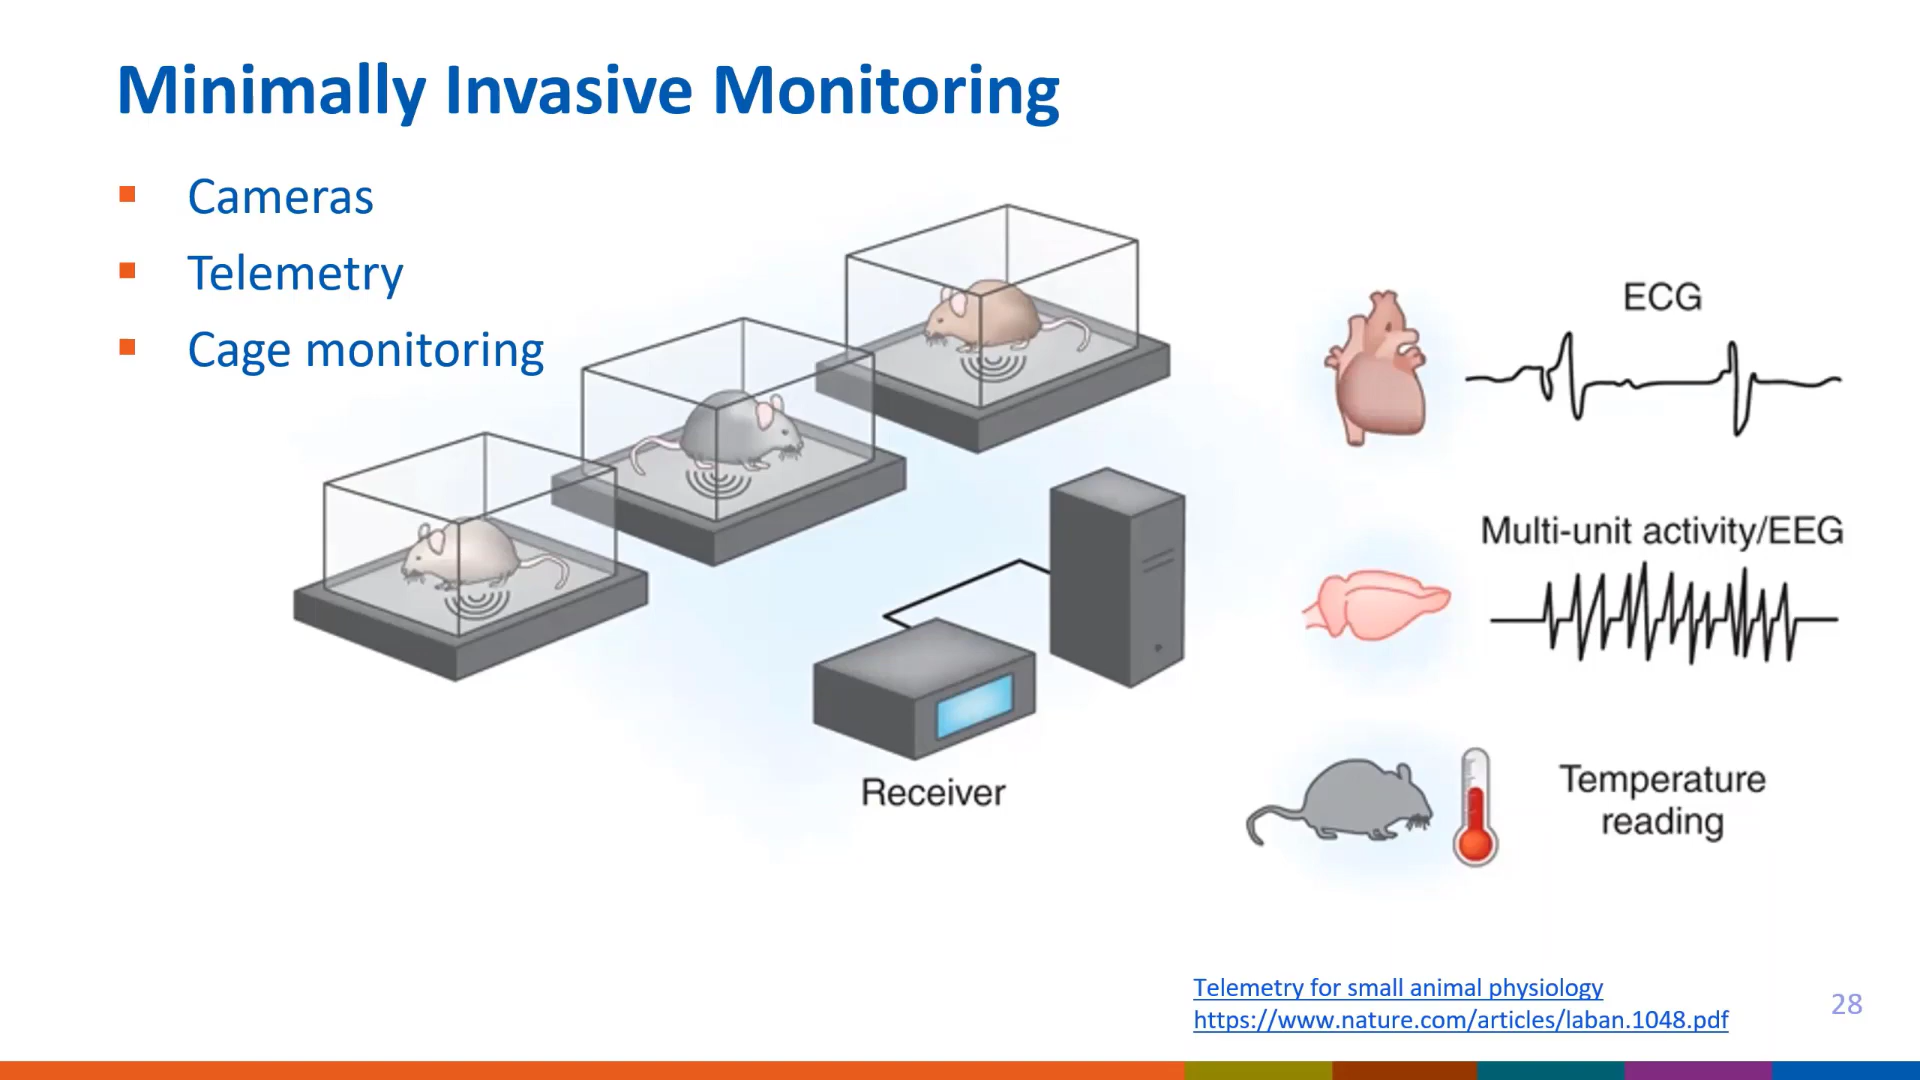 Minimally Invasive Monitoring
Cameras
Telemetry
Cage monitoring
ECG
Multi-unit activity/EEG
Receiver
Temperature
reading
Telemetry for small animal physiology
https://www.nature.com/articles/laban.1048.pdf
28